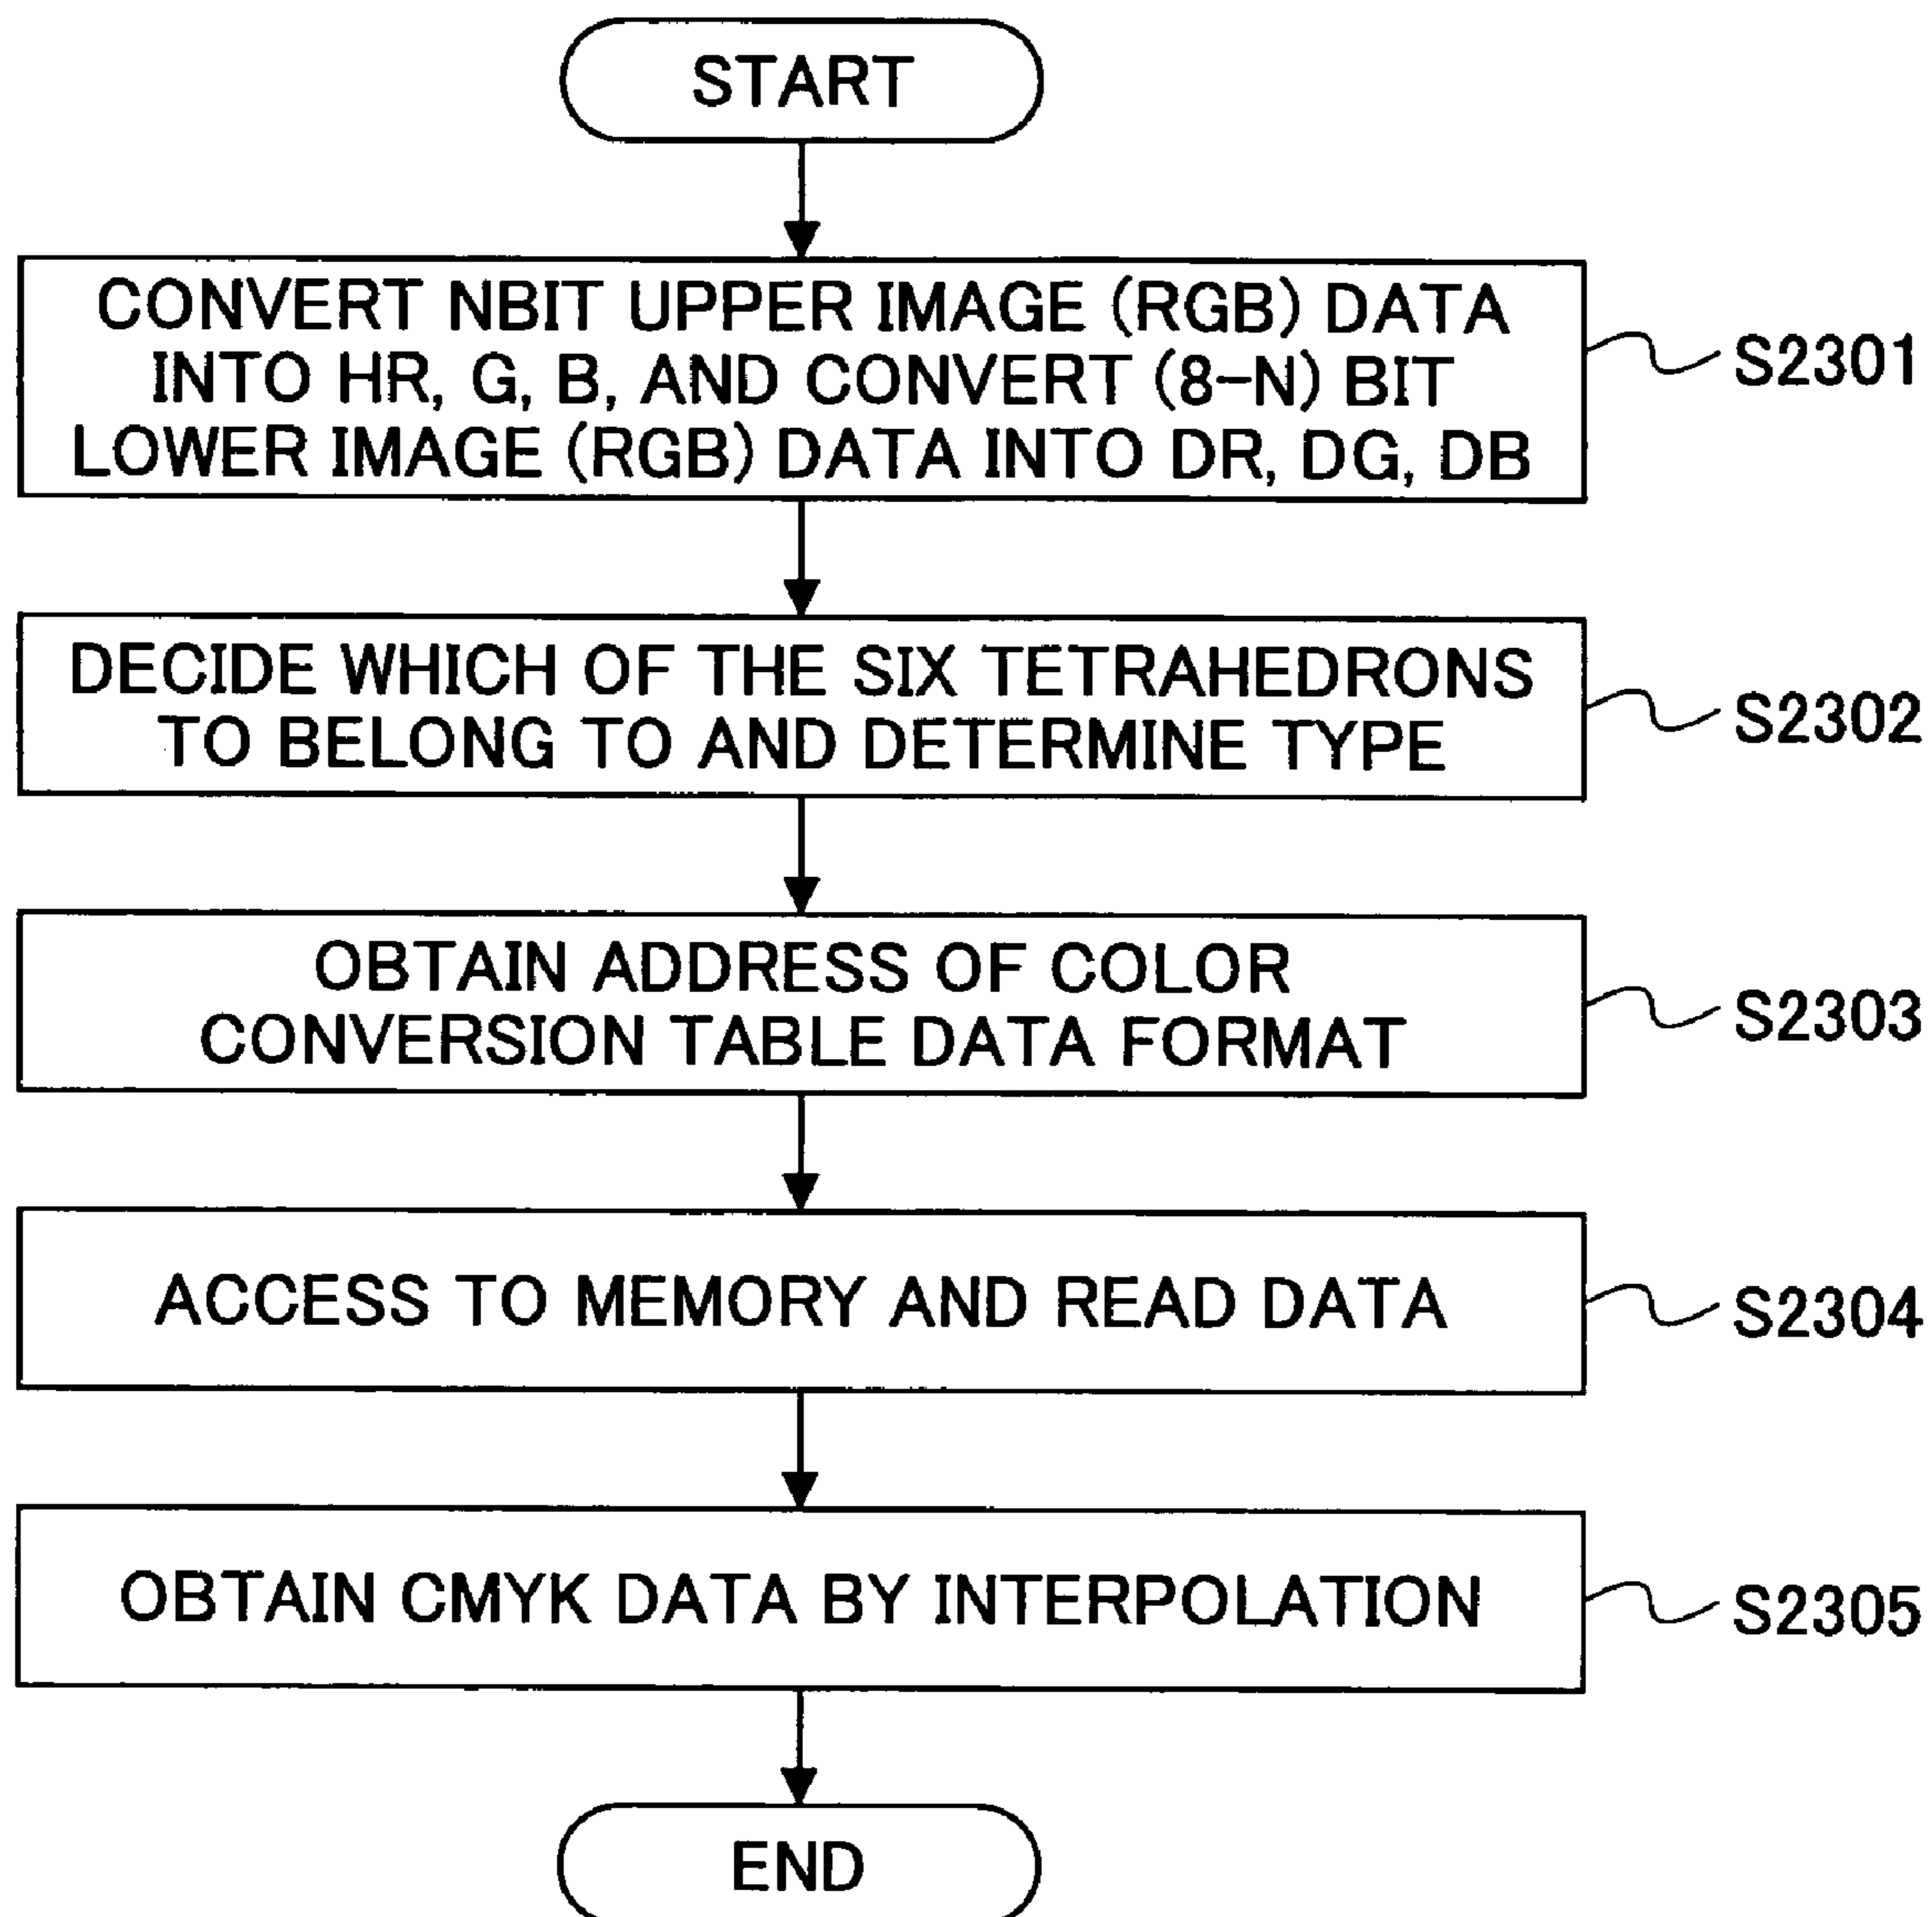 START
CONVERT NBIT UPPER IMAGE (RGB) DATA
INTO HR, G, B, AND CONVERT (8-N) BIT
LOWER IMAGE (RGB) DATA INTO DR, DG, DB
S2301
DECIDE WHICH OF THE SIX TETRAHEDRONS
TO BELONG TO AND DETERMINE TYPE
S2302
OBTAIN ADDRESS OF COLOR
CONVERSION TABLE DATA FORMAT
S2303
ACCESS TO MEMORY AND READ DATA
S2304
OBTAIN CMYK DATA BY INTERPOLATION
S2305
END